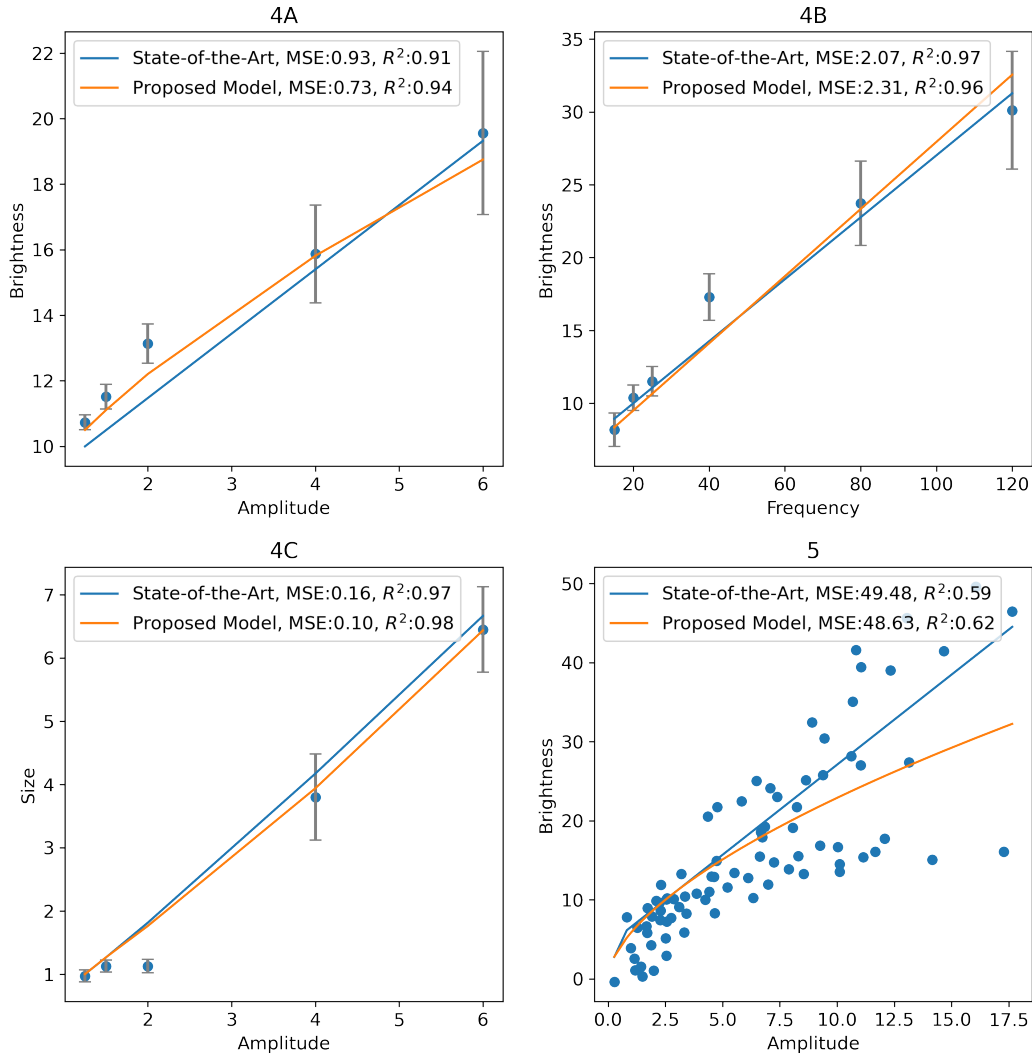 4A
State-of-the-Art, MSE:0.93, R²:0.91
Proposed Model, MSE:0.73, R²:0.94
Brightness
22
20
18
16
14
12
10
2 3 4 5 6
Amplitude
4B
State-of-the-Art, MSE:2.07, R²:0.97
Proposed Model, MSE:2.31, R²:0.96
Brightness
35
30
25
20
15
10
20 40 60 80 100 120
Frequency
4C
State-of-the-Art, MSE:0.16, R²:0.97
Proposed Model, MSE:0.10, R²:0.98
Size
7
6
5
4
3
2
1
2 3 4 5 6
Amplitude
5
State-of-the-Art, MSE:49.48, R²:0.59
Proposed Model, MSE:48.63, R²:0.62
Brightness
50
40
30
20
10
0
0.0 2.5 5.0 7.5 10.0 12.5 15.0 17.5
Amplitude